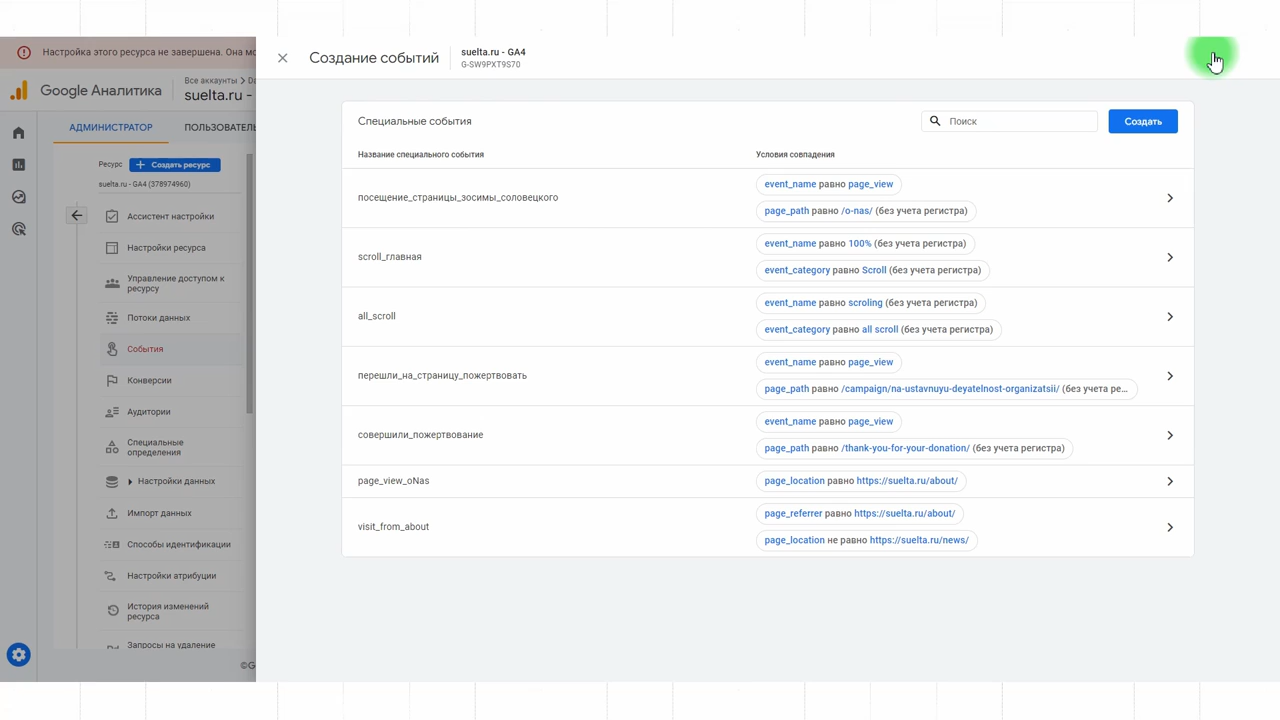 Настройка этого ресурса не завершена. Она мо
Google Аналитика
Все аккаунты > Da
suelta.ru -
АДМИНИСТРАТОР
ПОЛЬЗОВАТЕЛЬ
Ресурс
+ Создать ресурс
suelta.ru - GA4 (378974960)
Ассистент настройки
Настройки ресурса
Управление доступом к
ресурсу
Потоки данных
События
Конверсии
Аудитории
Специальные
определения
Настройки данных
Импорт данных
Способы идентификации
Настройки атрибуции
История изменений
ресурса
Запросы на удаление
©Go
Создание событий
suelta.ru - GA4
G-SW9PXT9S70
Специальные события
Поиск
Создать
Название специального события
Условия совпадения
посещение_страницы_зосимы_соловецкого
event_name равно page_view
page_path равно /o-nas/ (без учета регистра)
scroll_главная
event_name равно 100% (без учета регистра)
event_category равно Scroll (без учета регистра)
all_scroll
event_name равно scroling (без учета регистра)
event_category равно all scroll (без учета регистра)
перешли_на_страницу_пожертвовать
event_name равно page_view
page_path равно /campaign/na-ustavnuyu-deyatelnost-organizatsii/ (без учета ре...
совершили_пожертвование
event_name равно page_view
page_path равно /thank-you-for-your-donation/ (без учета регистра)
page_view_oNas
page_location равно https://suelta.ru/about/
visit_from_about
page_referrer равно https://suelta.ru/about/
page_location не равно https://suelta.ru/news/